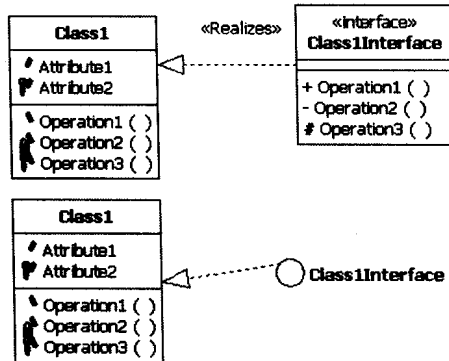 Class1
Attribute1
Attribute2
Operation1 ( )
Operation2 ( )
Operation3 ( )
«Realizes»
«interface»
Class1Interface
+ Operation1 ( )
- Operation2 ( )
# Operation3 ( )
Class1
Attribute1
Attribute2
Operation1 ( )
Operation2 ( )
Operation3 ( )
Class1Interface